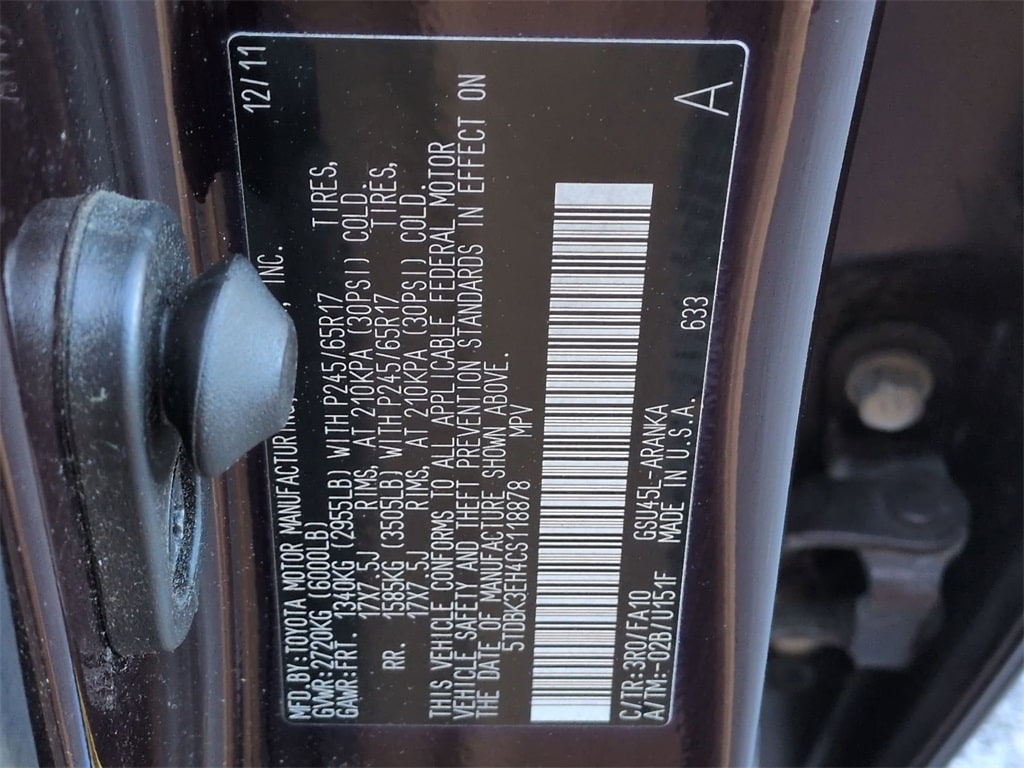 12/11
MFD.BY:TOYOTA MOTOR MANUFACTURING, INC.
GVWR:2720KG (6000LB)
GAWR:FRT. 1340KG (2955LB) WITH P245/65R17 TIRES,
17X7.5J RIMS, AT 210KPA (30PSI) COLD.
RR. 1585KG (3505LB) WITH P245/65R17 TIRES,
17X7.5J RIMS, AT 210KPA (30PSI) COLD.
THIS VEHICLE CONFORMS TO ALL APPLICABLE FEDERAL MOTOR
VEHICLE SAFETY AND THEFT PREVENTION STANDARDS IN EFFECT ON
THE DATE OF MANUFACTURE SHOWN ABOVE.
5TDBK3EH4CS118878 MPV
C/TR:3R0/FA10 GSU45L-ARANKA
A/TM:-02B/U151F MADE IN U.S.A. 633
A